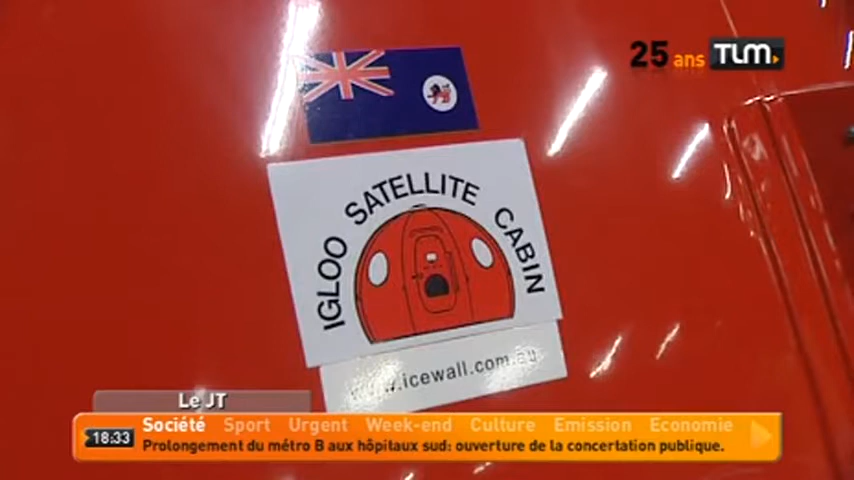 25 ans TLM
IGLOO SATELLITE CABIN
www.icewall.com.au
Le JT
18:33
Société Sport Urgent Week-end Culture Emission Economie
Prolongement du métro B aux hôpitaux sud: ouverture de la concertation publique.